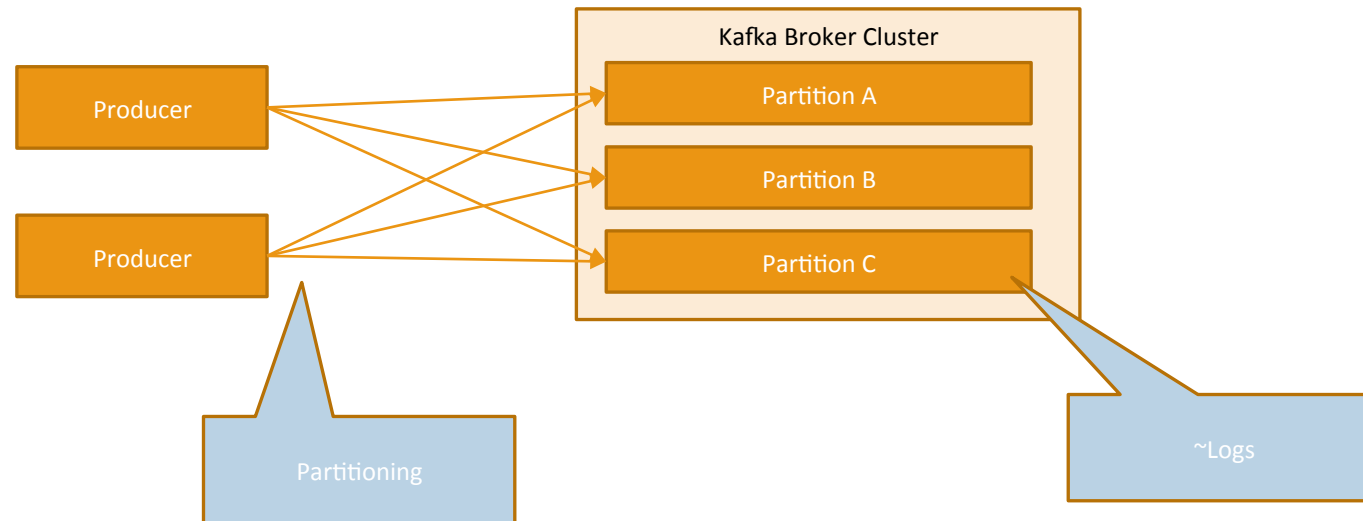 Kafka Broker Cluster
Producer
Partition A
Partition B
Producer
Partition C
Partitioning
~Logs